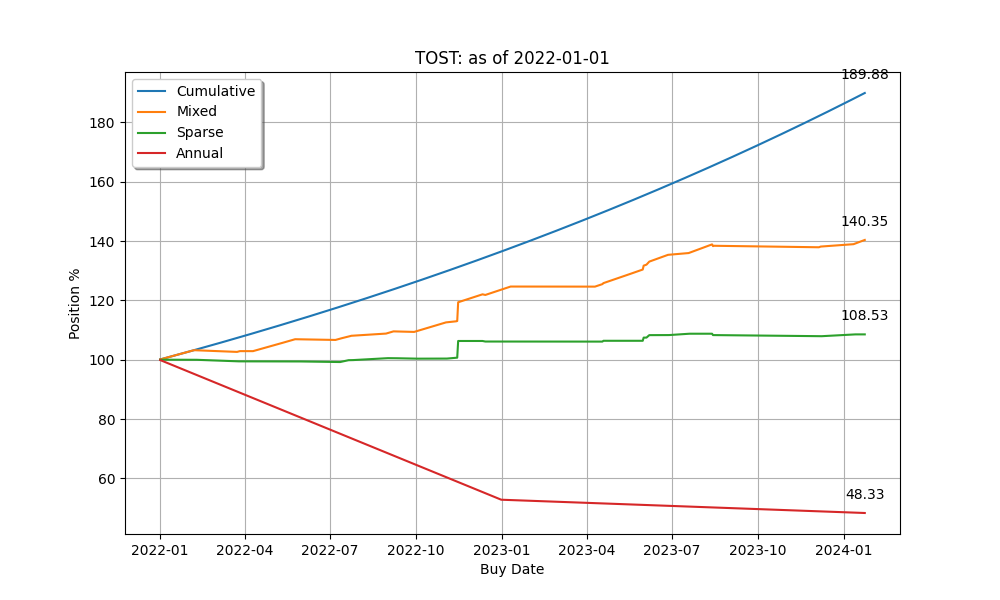 TOST: as of 2022-01-01
189.88
Cumulative
Mixed
Sparse
Annual
180
160
140
120
100
80
60
140.35
108.53
48.33
Position %
2022-01 2022-04 2022-07 2022-10 2023-01 2023-04 2023-07 2023-10 2024-01
Buy Date